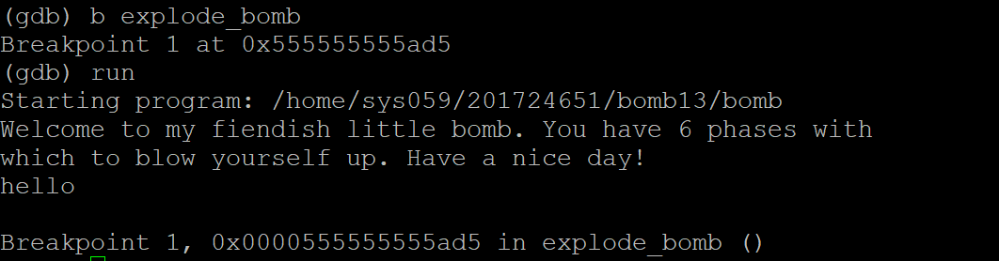 (gdb) b explode_bomb
Breakpoint 1 at 0x555555555ad5
(gdb) run
Starting program: /home/sys059/201724651/bomb13/bomb
Welcome to my fiendish little bomb. You have 6 phases with
which to blow yourself up. Have a nice day!
hello
Breakpoint 1, 0x0000555555555ad5 in explode_bomb ()